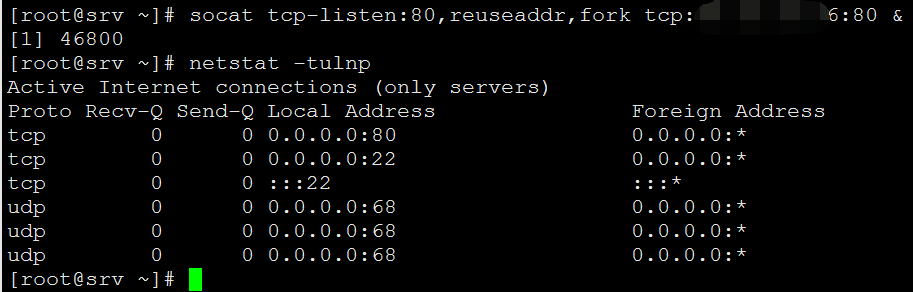 [root@srv ~]# socat tcp-listen:80,reuseaddr,fork tcp: 6:80 &
[1] 46800
[root@srv ~]# netstat -tulnp
Active Internet connections (only servers)
Proto Recv-Q Send-Q Local Address Foreign Address
tcp 0 0 0.0.0.0:80 0.0.0.0:*
tcp 0 0 0.0.0.0:22 0.0.0.0:*
tcp 0 0 :::22 :::*
udp 0 0 0.0.0.0:68 0.0.0.0:*
udp 0 0 0.0.0.0:68 0.0.0.0:*
udp 0 0 0.0.0.0:68 0.0.0.0:*
[root@srv ~]#